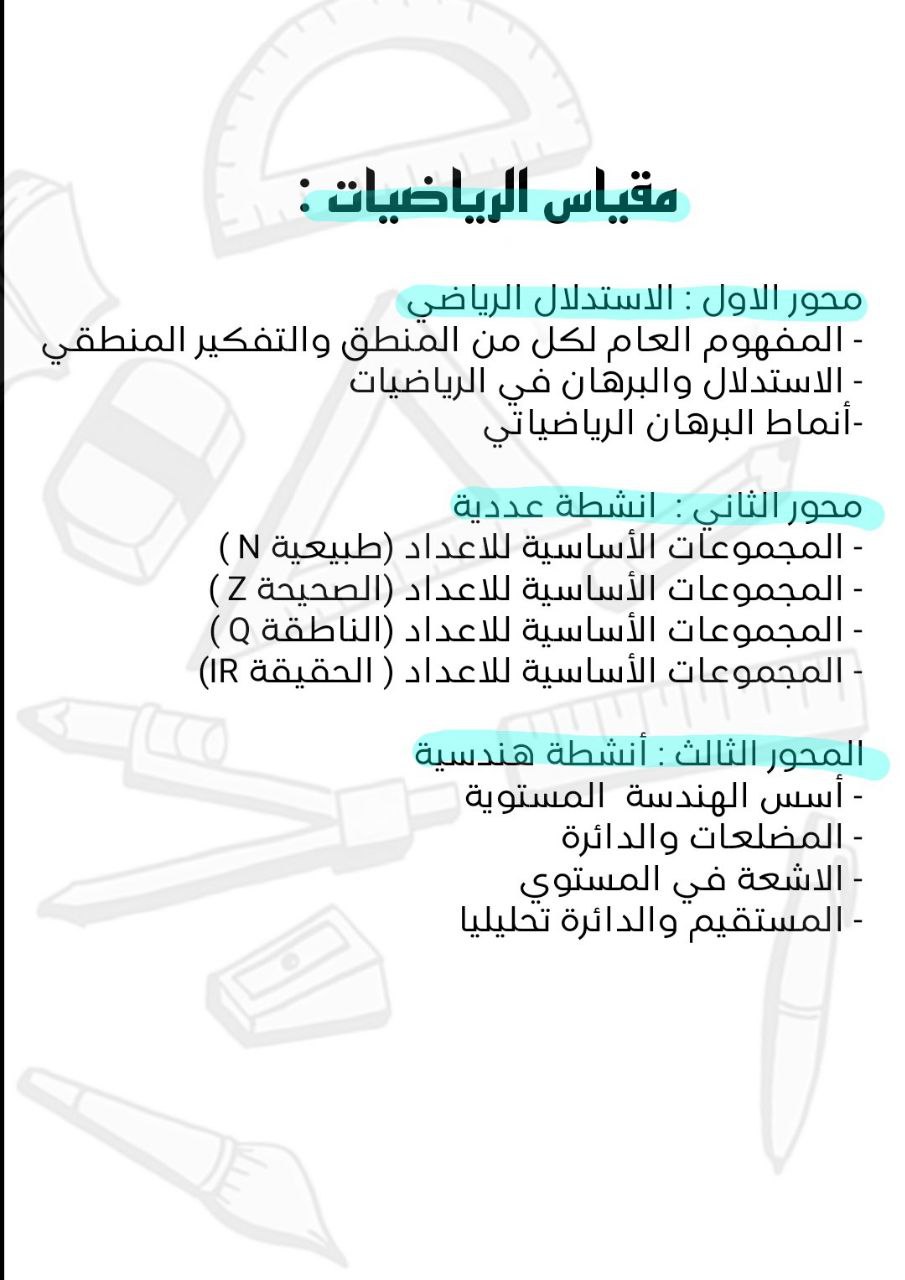 مقياس الرياضيات :
محور الاول : الاستدلال الرياضي
- المفهوم العام لكل من المنطق والتفكير المنطقي
- الاستدلال والبرهان في الرياضيات
-أنماط البرهان الرياضياتي
محور الثاني : انشطة عددية
- المجموعات الأساسية للاعداد (طبيعية N )
- المجموعات الأساسية للاعداد (الصحيحة Z )
- المجموعات الأساسية للاعداد (الناطقة Q )
- المجموعات الأساسية للاعداد ( الحقيقة IR)
المحور الثالث : أنشطة هندسية
- أسس الهندسة المستوية
- المضلعات والدائرة
- الاشعة في المستوي
- المستقيم والدائرة تحليليا